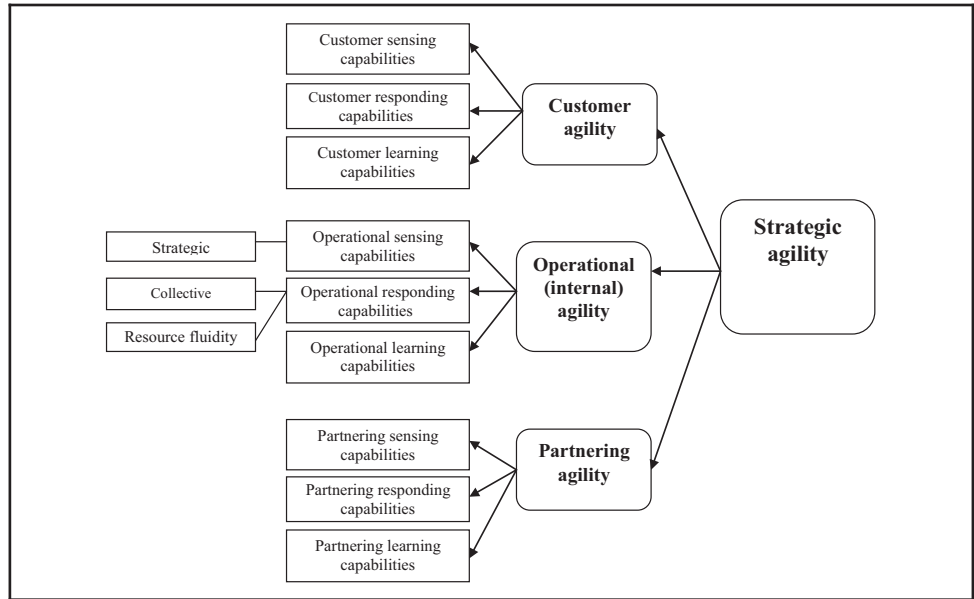 Customer sensing
capabilities
Customer responding
capabilities
Customer learning
capabilities
Customer
agility
Strategic
agility
Strategic
Collective
Resource fluidity
Operational sensing
capabilities
Operational responding
capabilities
Operational learning
capabilities
Operational
(internal)
agility
Partnering sensing
capabilities
Partnering responding
capabilities
Partnering learning
capabilities
Partnering
agility